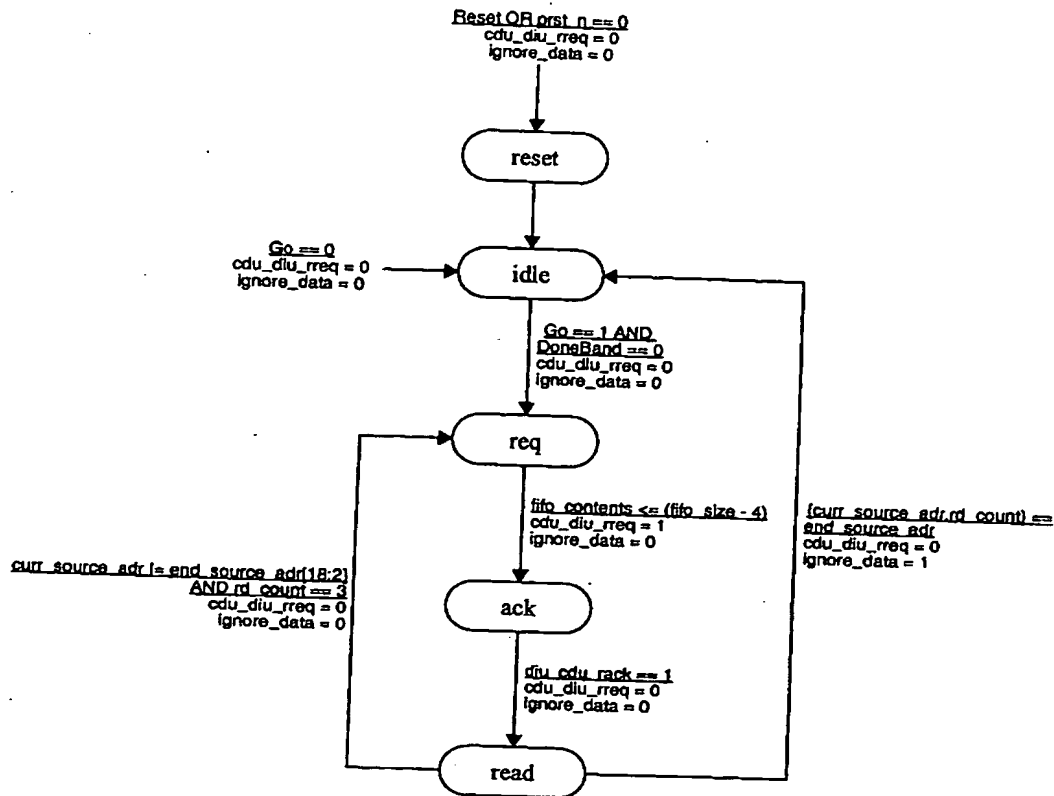 Reset OR prst_n == 0
cdu_diu_rreq = 0
ignore_data = 0
reset
Go == 0
cdu_diu_rreq = 0
ignore_data = 0
idle
Go == 1 AND
DoneBand == 0
cdu_diu_rreq = 0
ignore_data = 0
req
fifo_contents <= (fifo_size - 4)
cdu_diu_rreq = 1
ignore_data = 0
{curr_source_adr,rd_count} ==
end_source_adr
cdu_diu_rreq = 0
ignore_data = 1
curr_source_adr != end_source_adr[18:2]
AND rd_count == 3
cdu_diu_rreq = 0
ignore_data = 0
ack
diu_cdu_rack == 1
cdu_diu_rreq = 0
ignore_data = 0
read